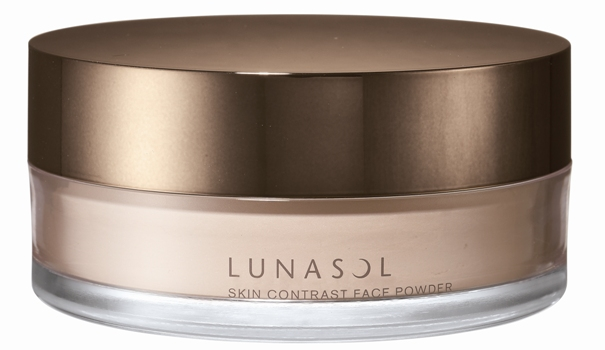 LUNASOL
SKIN CONTRAST FACE POWDER